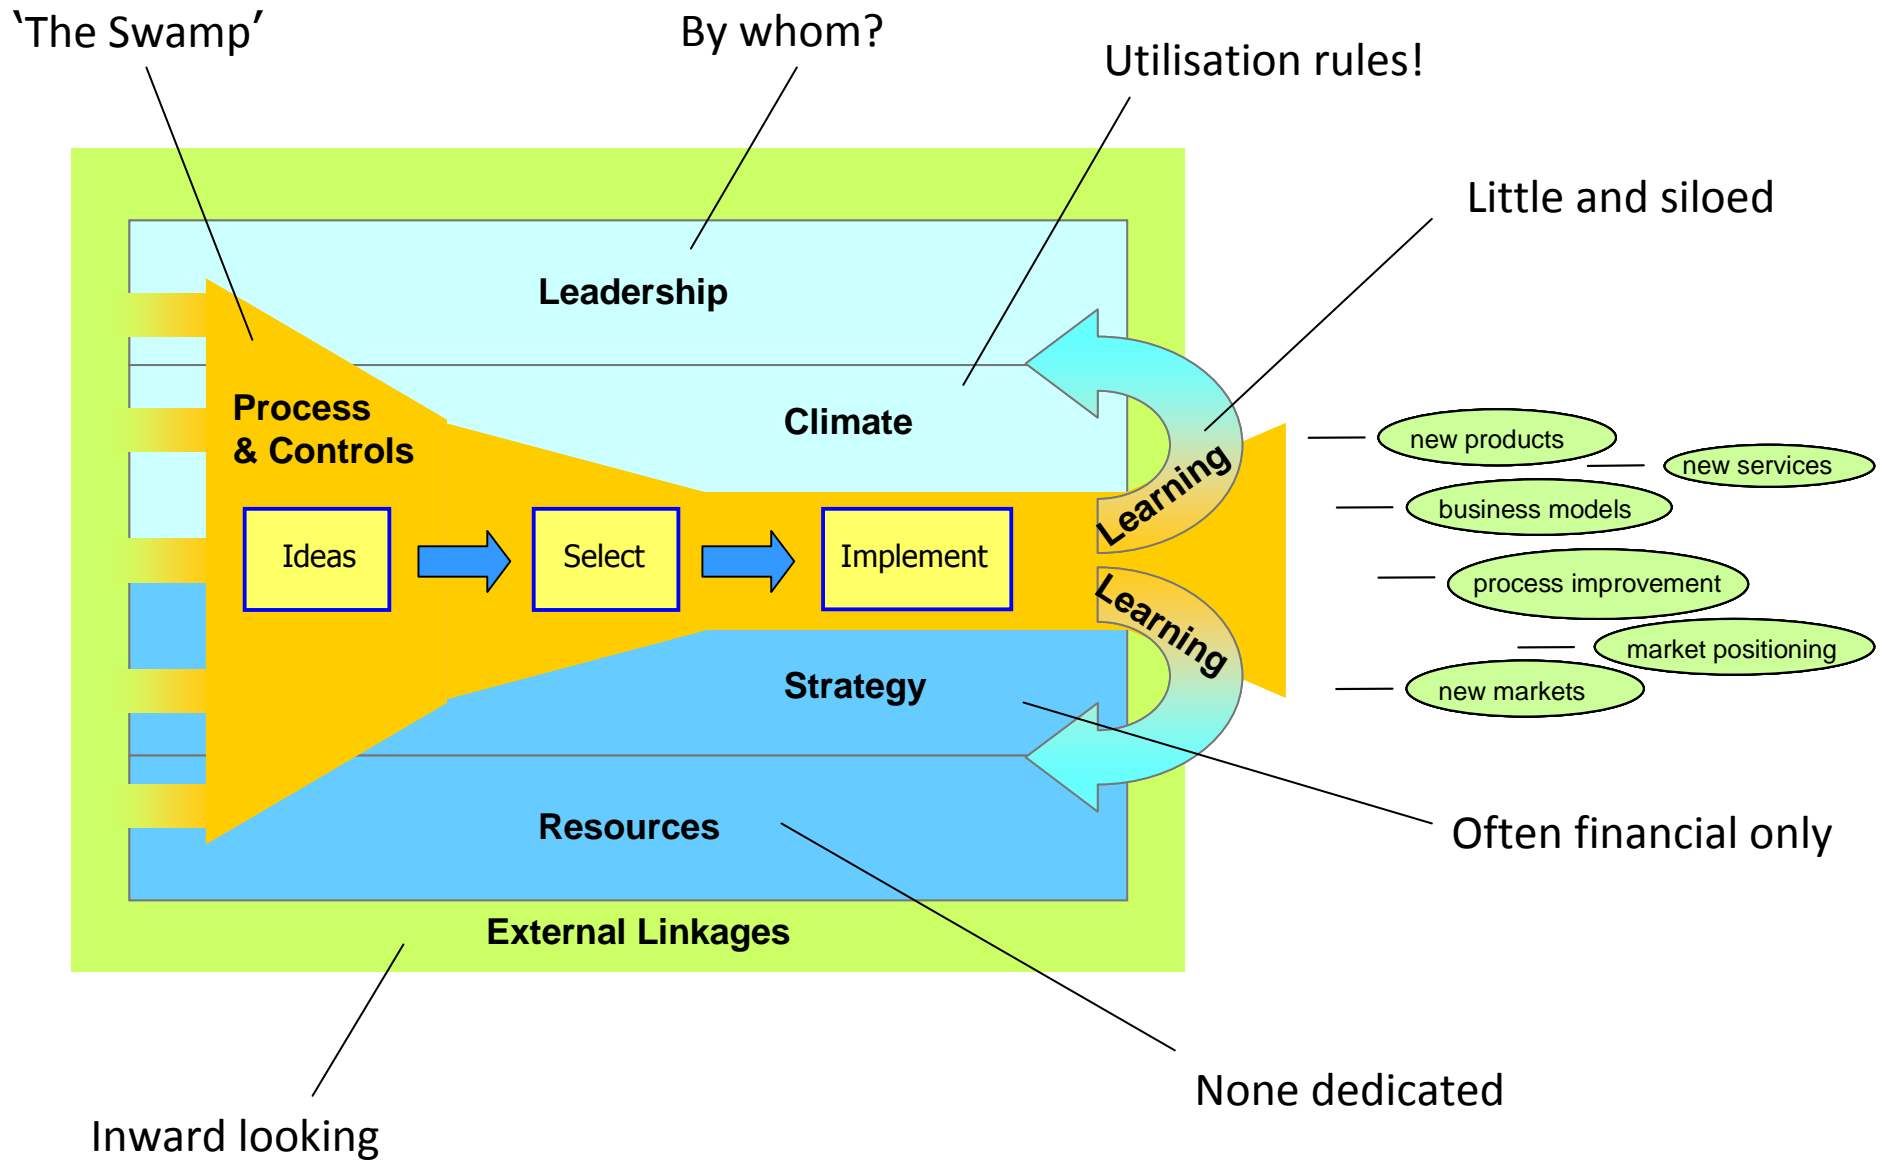 ‘The Swamp’
By whom?
Utilisation rules!
Little and siloed
Leadership
Process
& Controls
Climate
Learning
new products
new services
business models
Ideas
Select
Implement
process improvement
Learning
market positioning
Strategy
new markets
Resources
Often financial only
External Linkages
None dedicated
Inward looking